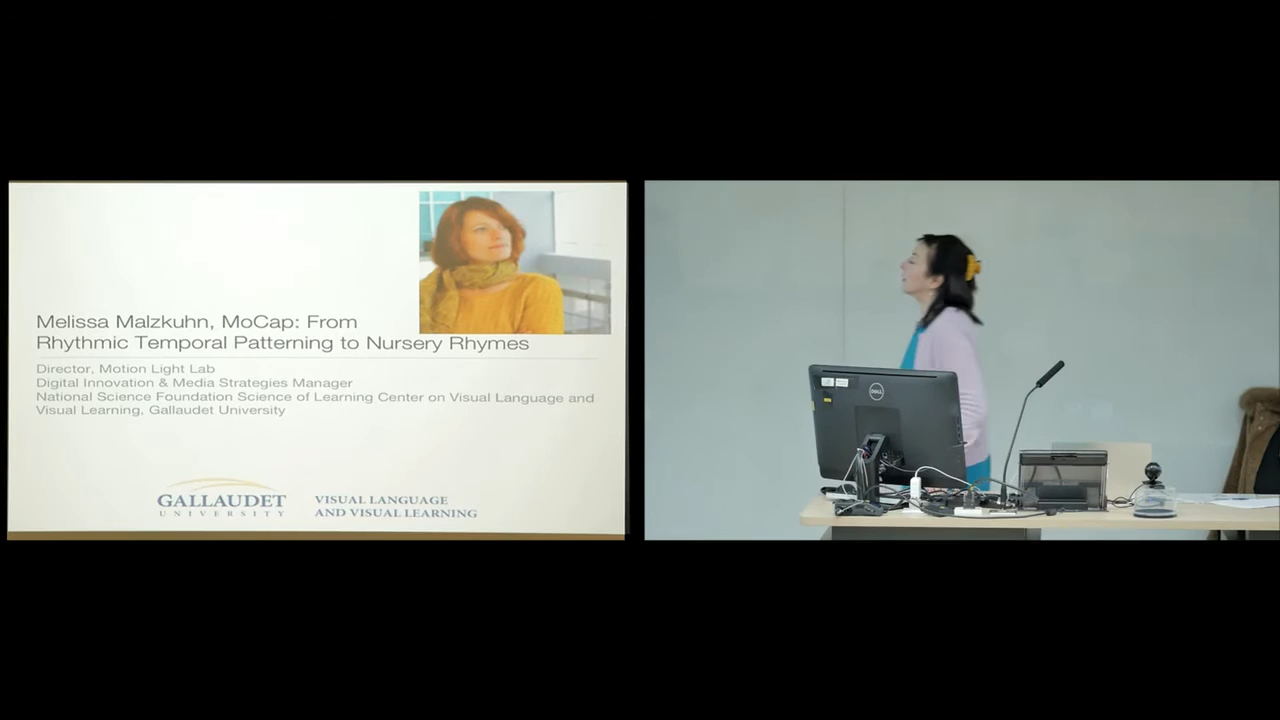 Melissa Malzkuhn, MoCap: From
Rhythmic Temporal Patterning to Nursery Rhymes
Director, Motion Light Lab
Digital Innovation & Media Strategies Manager
National Science Foundation Science of Learning Center on Visual Language and
Visual Learning, Gallaudet University
GALLAUDET
UNIVERSITY
VISUAL LANGUAGE
AND VISUAL LEARNING
DELL